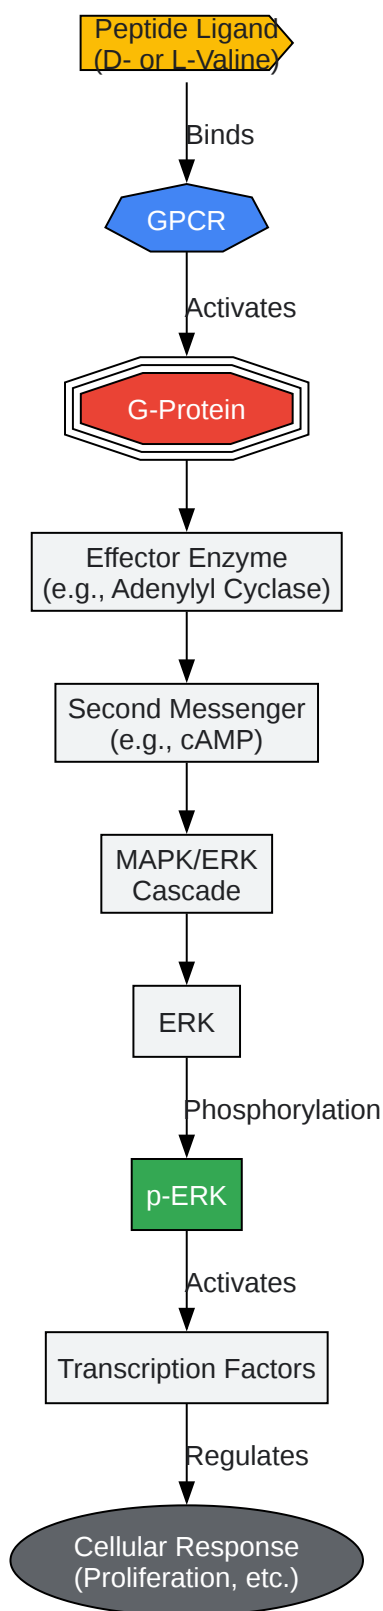 Peptide Ligand
(D- or L-Valine)
Binds
GPCR
Activates
G-Protein
Effector Enzyme
(e.g., Adenylyl Cyclase)
Second Messenger
(e.g., cAMP)
MAPK/ERK
Cascade
ERK
Phosphorylation
p-ERK
Activates
Transcription Factors
Regulates
Cellular Response
(Proliferation, etc.)